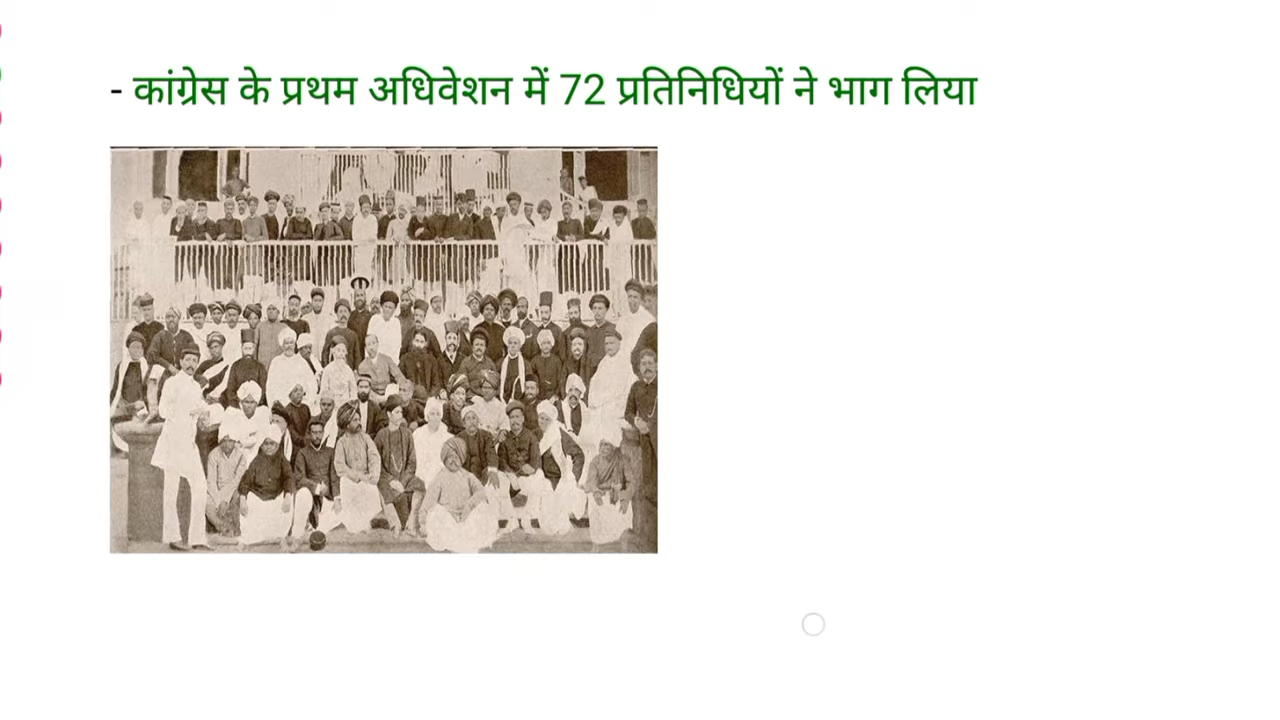 - कांग्रेस के प्रथम अधिवेशन में 72 प्रतिनिधियों ने भाग लिया